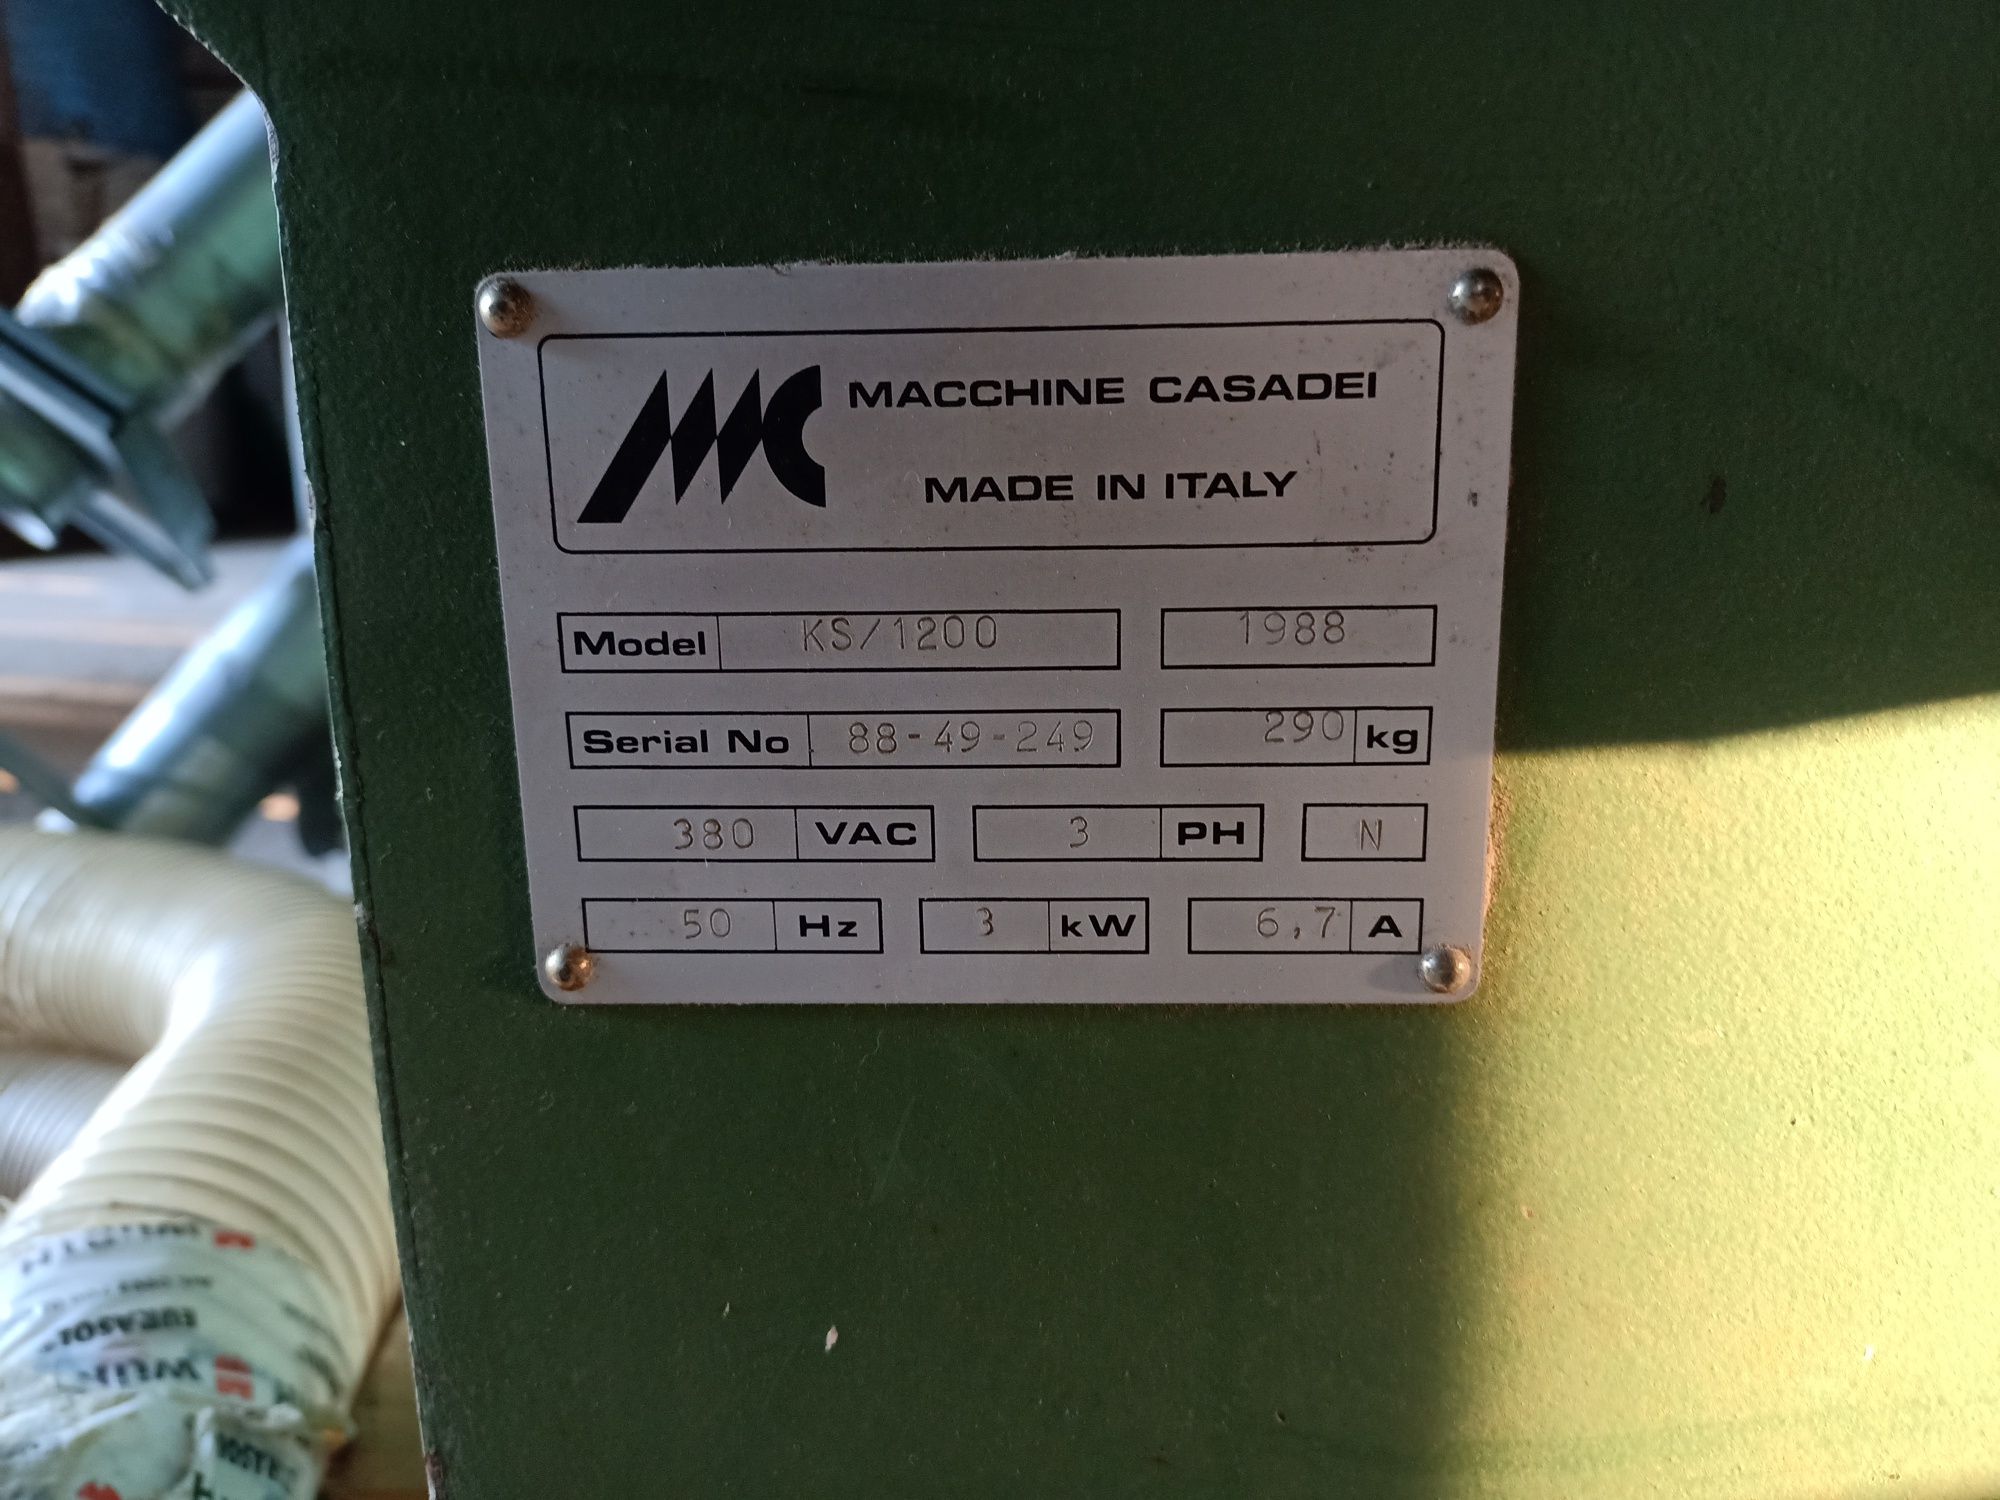 MC MACCHINE CASADEI
MADE IN ITALY
Model KS/1200 1988
Serial No 88-49-249 290 kg
380 VAC 3 PH N
50 Hz 3 kW 6,7 A
WÜRTH